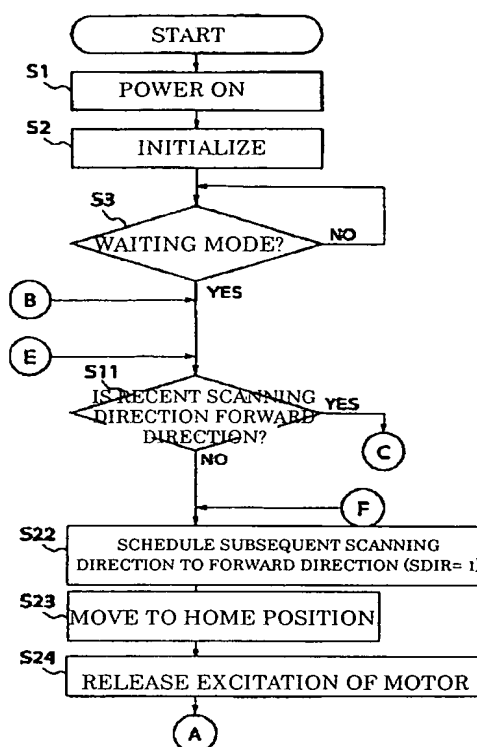 START
S1
POWER ON
S2
INITIALIZE
S3
WAITING MODE?
NO
YES
B
E
S11
IS RECENT SCANNING
DIRECTION FORWARD
DIRECTION?
YES
C
NO
F
S22
SCHEDULE SUBSEQUENT SCANNING
DIRECTION TO FORWARD DIRECTION (SDIR= 1)
S23
MOVE TO HOME POSITION
S24
RELEASE EXCITATION OF MOTOR
A